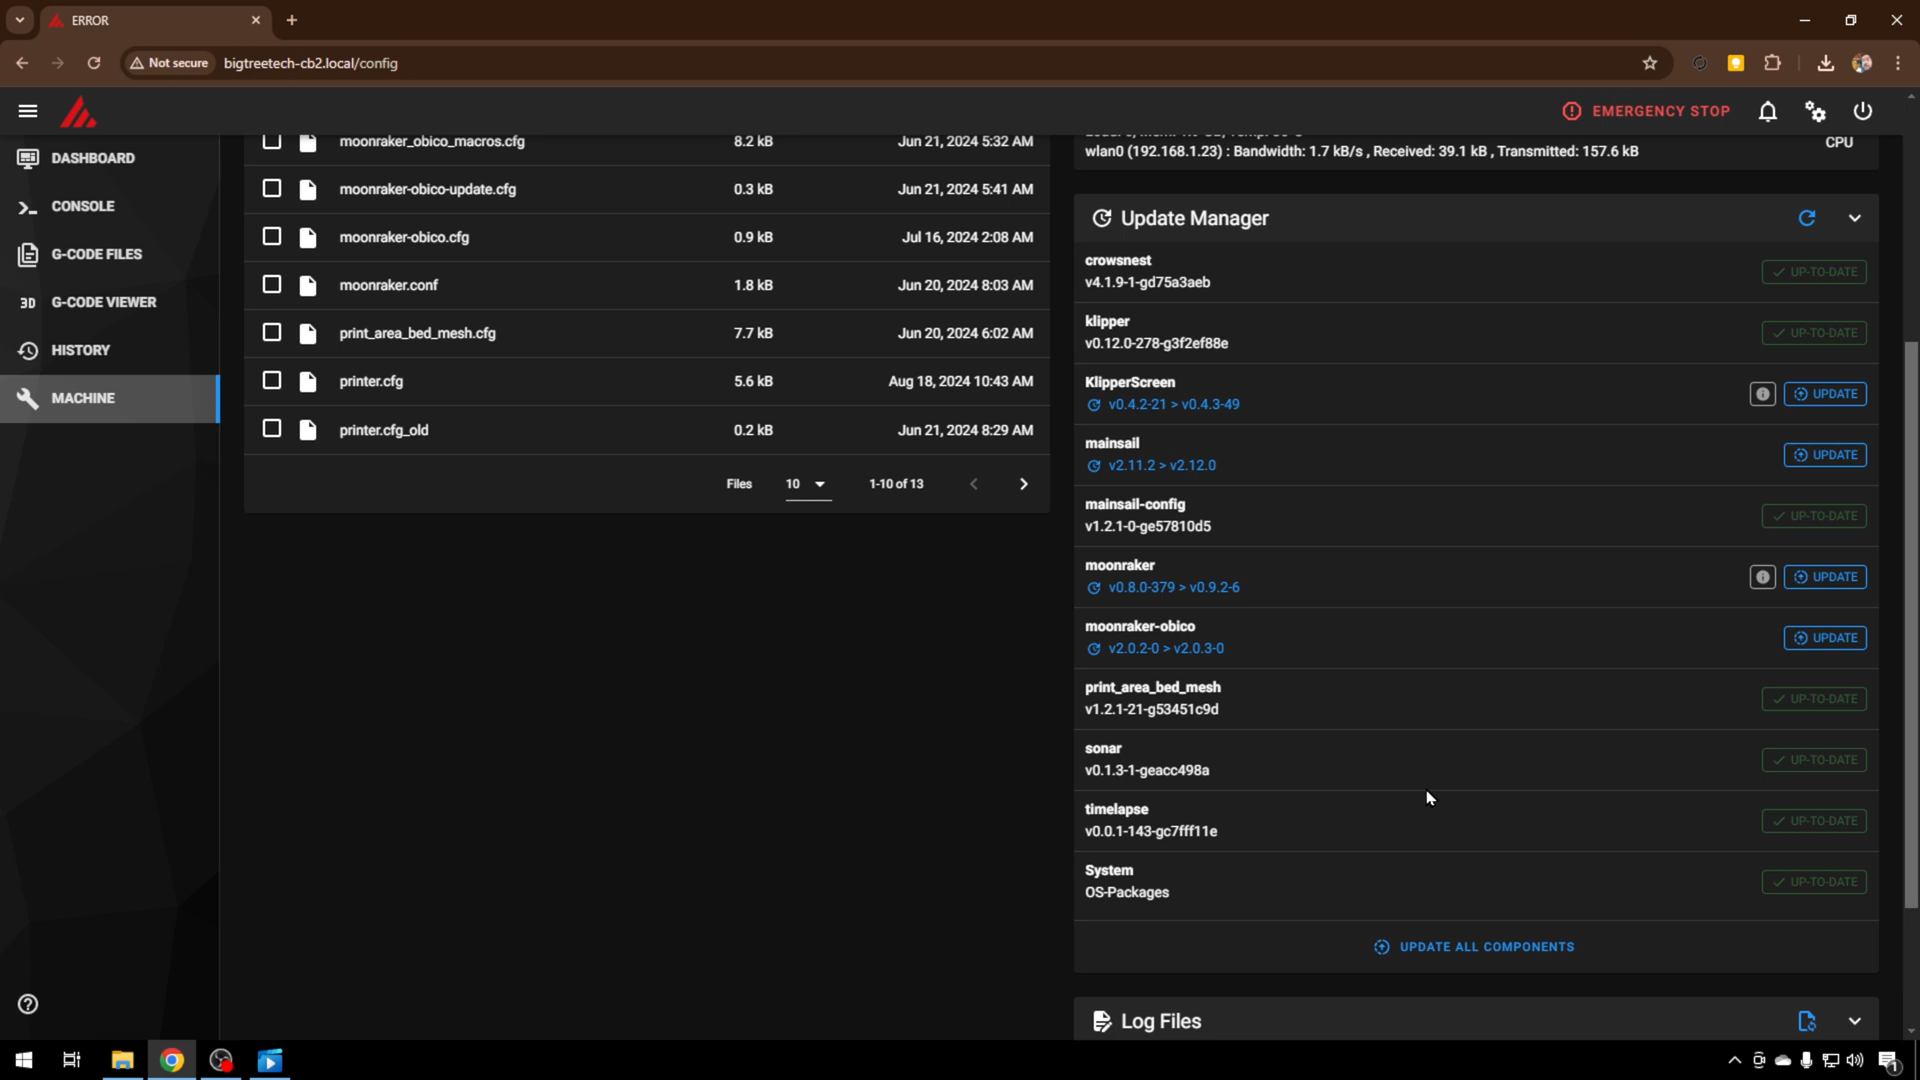 ERROR
Not secure
bigtreetech-cb2.local/config
EMERGENCY STOP
DASHBOARD
CONSOLE
G-CODE FILES
3D G-CODE VIEWER
HISTORY
MACHINE
moonraker_obico_macros.cfg 8.2 kB Jun 21, 2024 5:32 AM
moonraker-obico-update.cfg 0.3 kB Jun 21, 2024 5:41 AM
moonraker-obico.cfg 0.9 kB Jul 16, 2024 2:08 AM
moonraker.conf 1.8 kB Jun 20, 2024 8:03 AM
print_area_bed_mesh.cfg 7.7 kB Jun 20, 2024 6:02 AM
printer.cfg 5.6 kB Aug 18, 2024 10:43 AM
printer.cfg_old 0.2 kB Jun 21, 2024 8:29 AM
Files 10 1-10 of 13
wlan0 (192.168.1.23) : Bandwidth: 1.7 kB/s , Received: 39.1 kB , Transmitted: 157.6 kB
CPU
Update Manager
crowsnest
v4.1.9-1-gd75a3aeb
UP-TO-DATE
klipper
v0.12.0-278-g3f2ef88e
UP-TO-DATE
KlipperScreen
v0.4.2-21 > v0.4.3-49
UPDATE
mainsail
v2.11.2 > v2.12.0
UPDATE
mainsail-config
v1.2.1-0-ge57810d5
UP-TO-DATE
moonraker
v0.8.0-379 > v0.9.2-6
UPDATE
moonraker-obico
v2.0.2-0 > v2.0.3-0
UPDATE
print_area_bed_mesh
v1.2.1-21-g53451c9d
UP-TO-DATE
sonar
v0.1.3-1-geacc498a
UP-TO-DATE
timelapse
v0.0.1-143-gc7fff11e
UP-TO-DATE
System
OS-Packages
UP-TO-DATE
UPDATE ALL COMPONENTS
Log Files
1